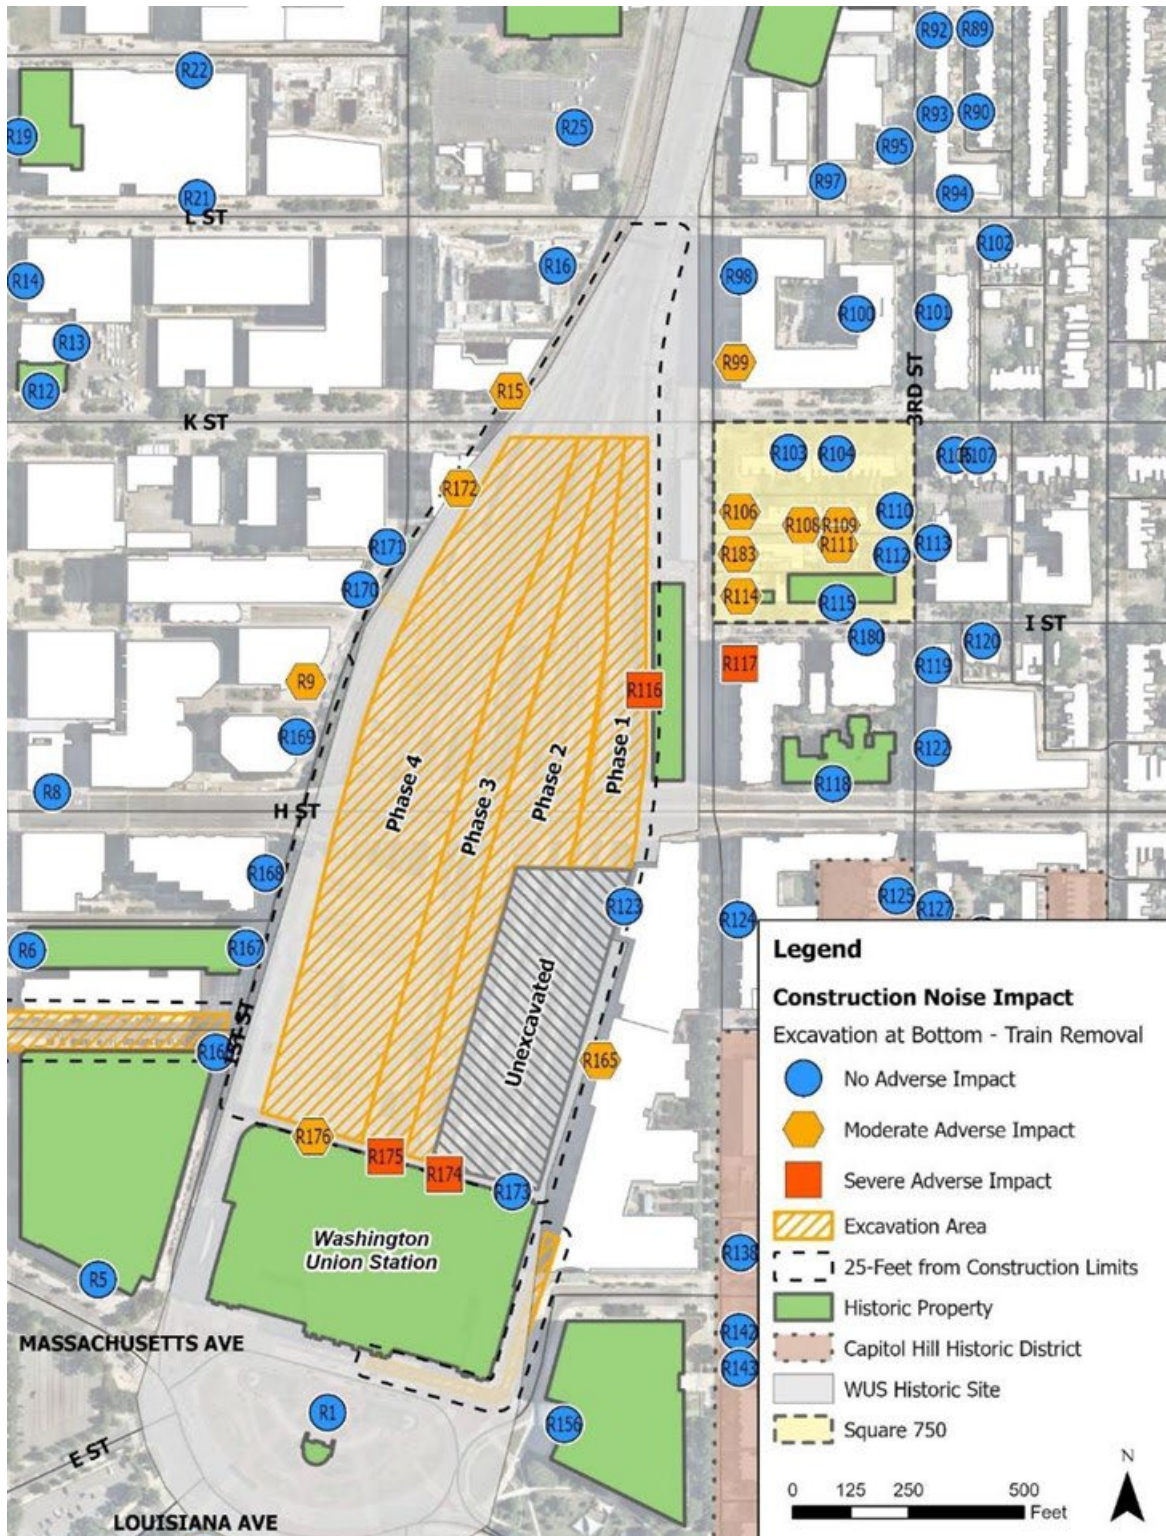 R92
R89
R22
R19
R25
R93
R90
R95
R97
R94
R21
L ST
R102
R14
R16
R98
R100
R101
R13
R12
R15
R99
3RD ST
K ST
R103
R104
R107
R172
R106
R108
R109
R110
R171
R183
R111
R112
R113
R170
R114
R115
I ST
R180
R120
R9
R116
R117
R119
R169
Phase 1
R122
Phase 2
Phase 4
Phase 3
R8
R118
H ST
R168
R125
R123
R127
R124
R6
R167
1ST ST
Unexcavated
R165
R176
R175
R174
R173
Washington
Union Station
R5
R138
R142
R143
MASSACHUSETTS AVE
R1
R156
E ST
LOUISIANA AVE
Legend
Construction Noise Impact
Excavation at Bottom - Train Removal
No Adverse Impact
Moderate Adverse Impact
Severe Adverse Impact
Excavation Area
25-Feet from Construction Limits
Historic Property
Capitol Hill Historic District
WUS Historic Site
Square 750
N
0 125 250 500
Feet